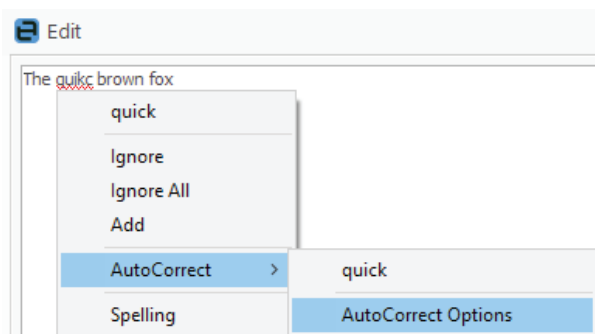 Edit
The quikc brown fox
quick
Ignore
Ignore All
Add
AutoCorrect >
quick
Spelling
AutoCorrect Options